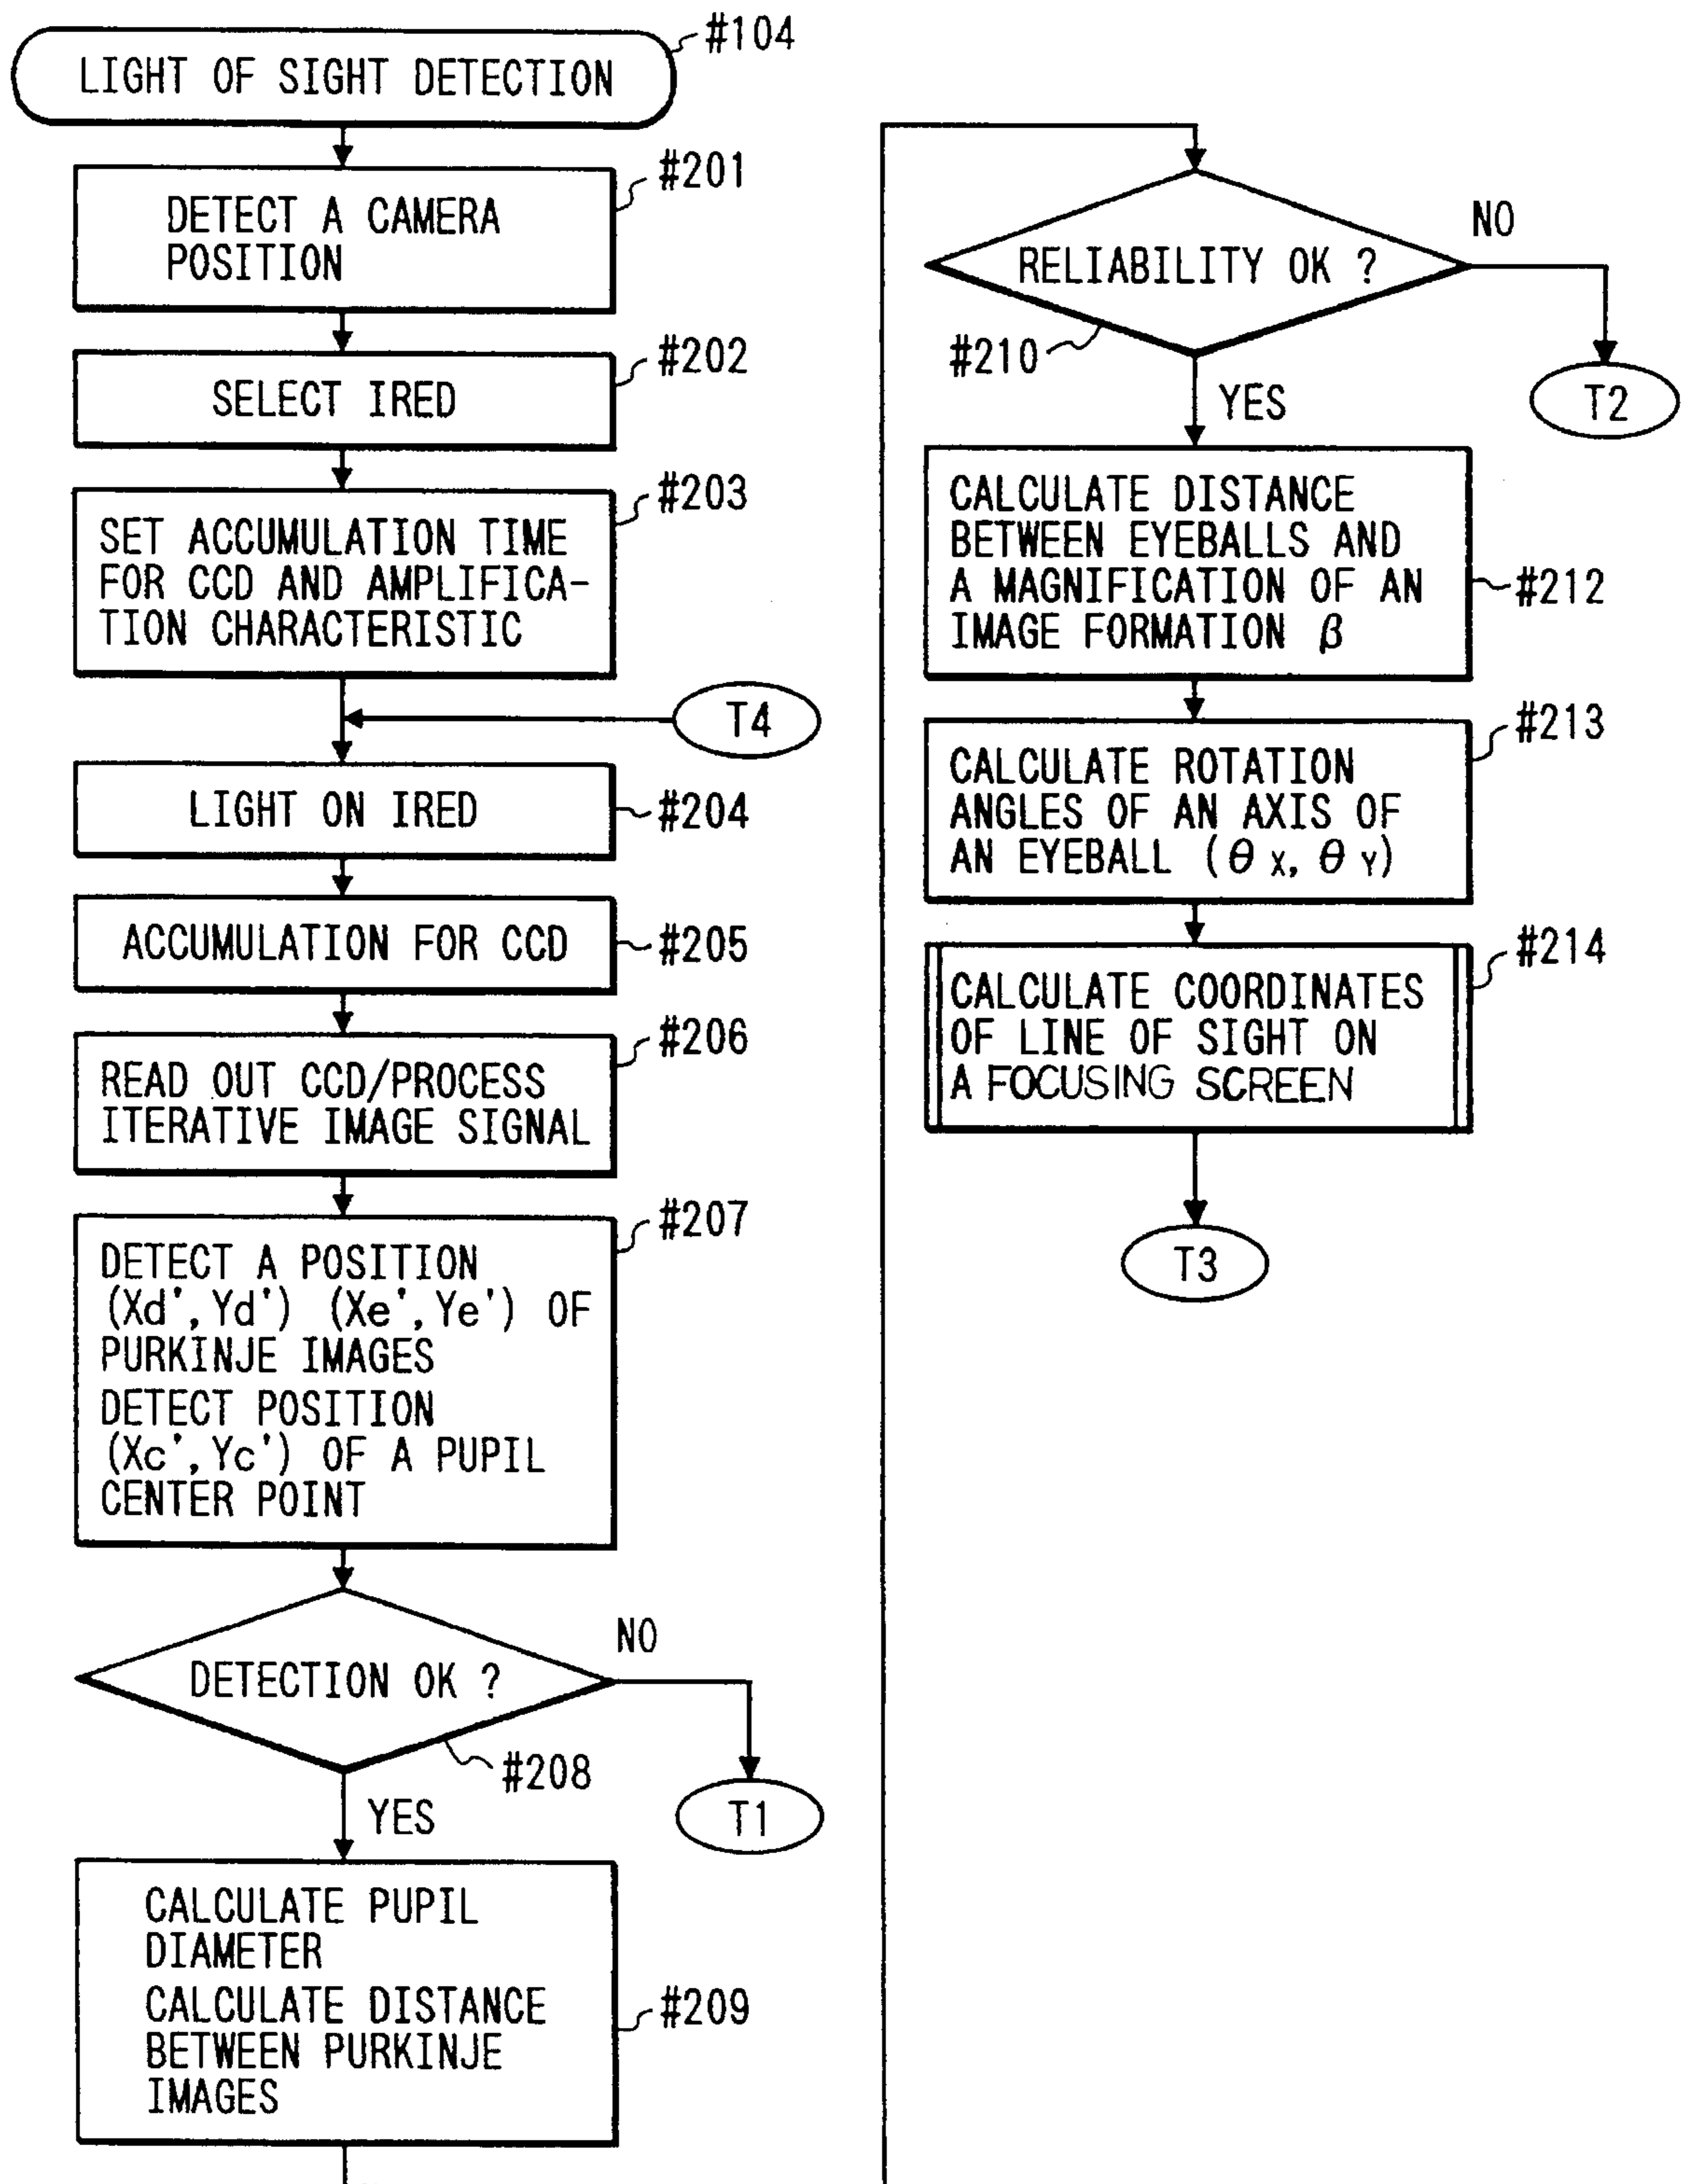 #104
LIGHT OF SIGHT DETECTION
#201
DETECT A CAMERA
POSITION
#202
SELECT IRED
#203
SET ACCUMULATION TIME
FOR CCD AND AMPLIFICA-
TION CHARACTERISTIC
T4
LIGHT ON IRED
#204
ACCUMULATION FOR CCD
#205
#206
READ OUT CCD/PROCESS
ITERATIVE IMAGE SIGNAL
#207
DETECT A POSITION
(Xd',Yd') (Xe',Ye') OF
PURKINJE IMAGES
DETECT POSITION
(Xc',Yc') OF A PUPIL
CENTER POINT
NO
DETECTION OK ?
#208
YES
T1
CALCULATE PUPIL
DIAMETER
CALCULATE DISTANCE
BETWEEN PURKINJE
IMAGES
#209
NO
RELIABILITY OK ?
#210
YES
T2
CALCULATE DISTANCE
BETWEEN EYEBALLS AND
A MAGNIFICATION OF AN
IMAGE FORMATION β
#212
#213
CALCULATE ROTATION
ANGLES OF AN AXIS OF
AN EYEBALL (θ X, θ Y)
#214
CALCULATE COORDINATES
OF LINE OF SIGHT ON
A FOCUSING SCREEN
T3